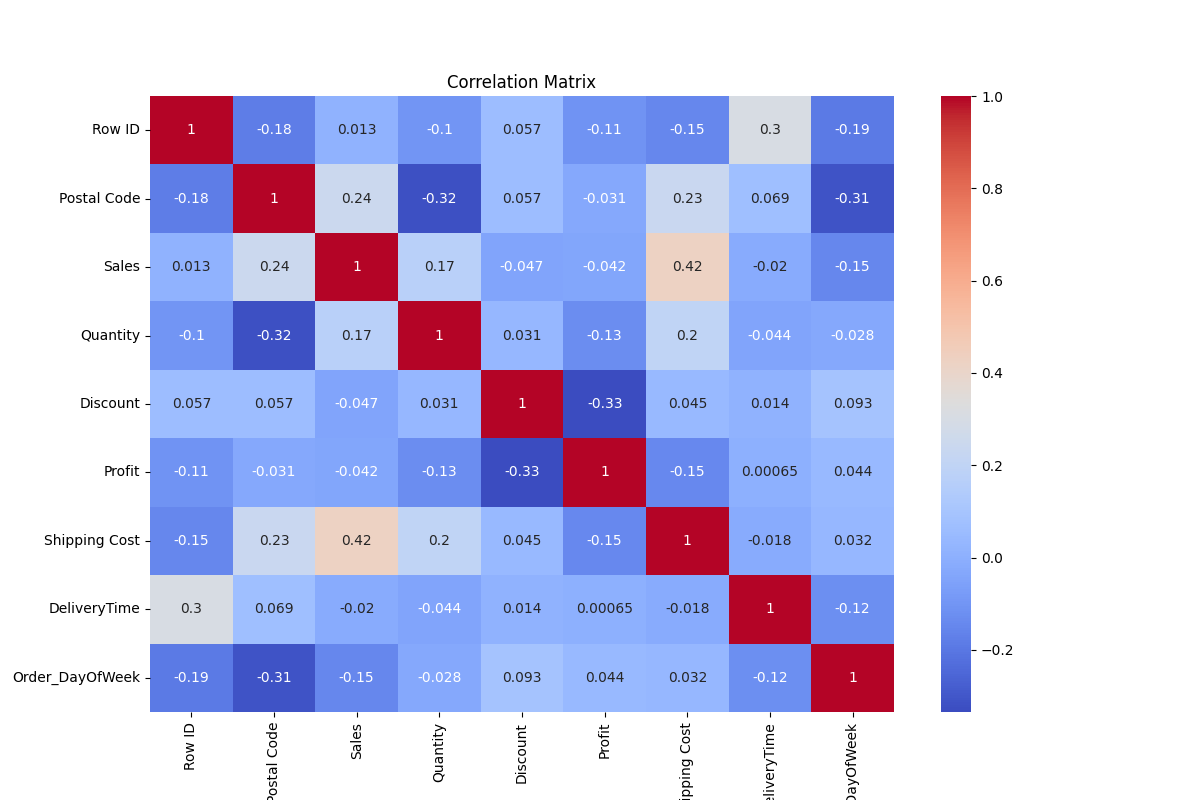 Correlation Matrix
Row ID 1 -0.18 0.013 -0.1 0.057 -0.11 -0.15 0.3 -0.19
Postal Code -0.18 1 0.24 -0.32 0.057 -0.031 0.23 0.069 -0.31
Sales 0.013 0.24 1 0.17 -0.047 -0.042 0.42 -0.02 -0.15
Quantity -0.1 -0.32 0.17 1 0.031 -0.13 0.2 -0.044 -0.028
Discount 0.057 0.057 -0.047 0.031 1 -0.33 0.045 0.014 0.093
Profit -0.11 -0.031 -0.042 -0.13 -0.33 1 -0.15 0.00065 0.044
Shipping Cost -0.15 0.23 0.42 0.2 0.045 -0.15 1 -0.018 0.032
DeliveryTime 0.3 0.069 -0.02 -0.044 0.014 0.00065 -0.018 1 -0.12
Order_DayOfWeek -0.19 -0.31 -0.15 -0.028 0.093 0.044 0.032 -0.12 1
Row ID
Postal Code
Sales
Quantity
Discount
Profit
ipping Cost
eliveryTime
DayOfWeek
1.0
0.8
0.6
0.4
0.2
0.0
−0.2